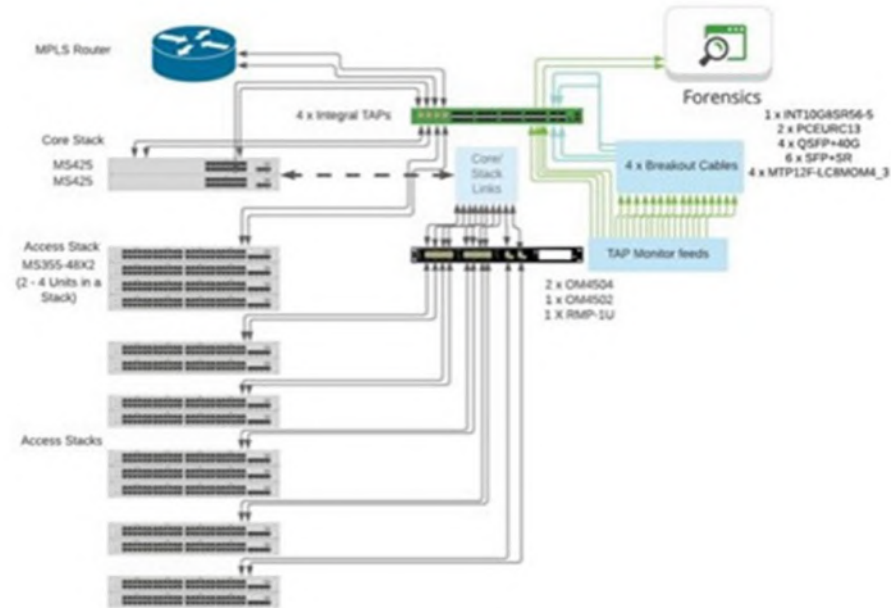 MPLS Router
4 x Integral TAPs
Forensics
1 x INT10G8SR56-5
2 x PCEURC13
4 x QSFP+40G
6 x SFP+SR
4 x MTP12F-LC8MOM4_3
Core Stack
MS425
MS425
Core/
Stack
Links
4 x Breakout Cables
Access Stack
MS355-48X2
(2 - 4 Units in a
Stack)
TAP Monitor feeds
2 x OM4504
1 x OM4502
1 X RMP-1U
Access Stacks